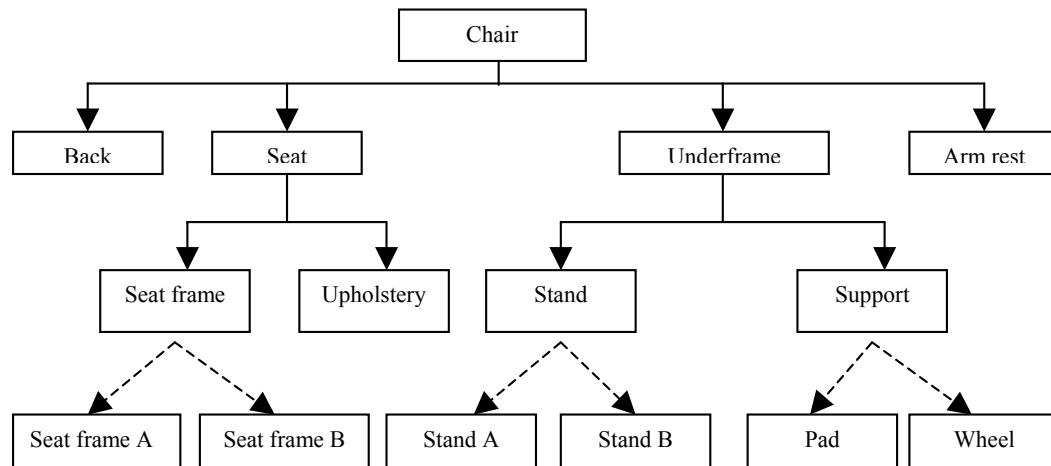 Chair
Back
Seat
Underframe
Arm rest
Seat frame
Upholstery
Stand
Support
Seat frame A
Seat frame B
Stand A
Stand B
Pad
Wheel